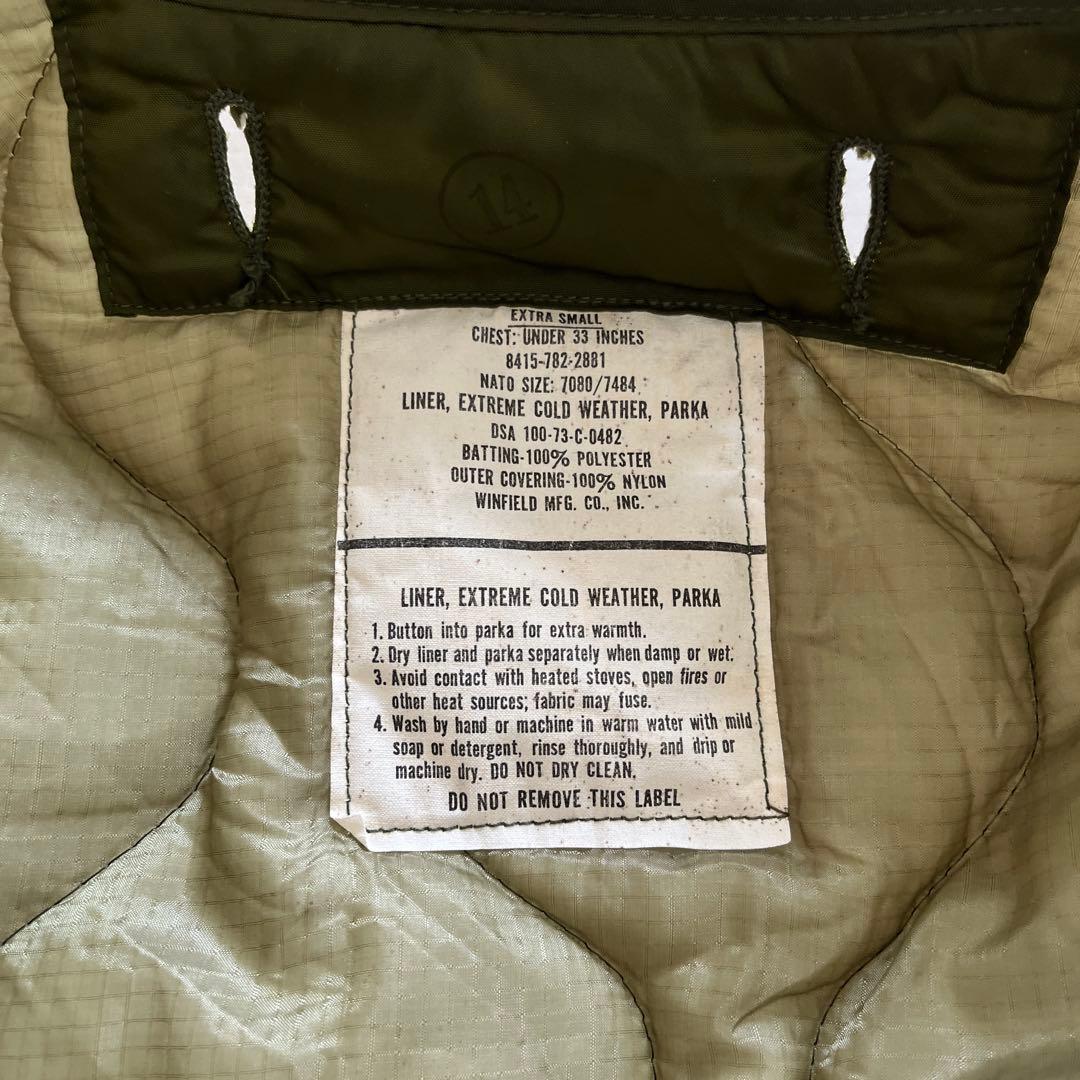 14
EXTRA SMALL
CHEST: UNDER 33 INCHES
8415-782-2881
NATO SIZE: 7080/7484
LINER, EXTREME COLD WEATHER, PARKA
DSA 100-73-C-0482
BATTING-100% POLYESTER
OUTER COVERING-100% NYLON
WINFIELD MFG. CO., INC.
LINER, EXTREME COLD WEATHER, PARKA
1. Button into parka for extra warmth.
2. Dry liner and parka separately when damp or wet.
3. Avoid contact with heated stoves, open fires or
other heat sources; fabric may fuse.
4. Wash by hand or machine in warm water with mild
soap or detergent, rinse thoroughly, and drip or
machine dry. DO NOT DRY CLEAN.
DO NOT REMOVE THIS LABEL